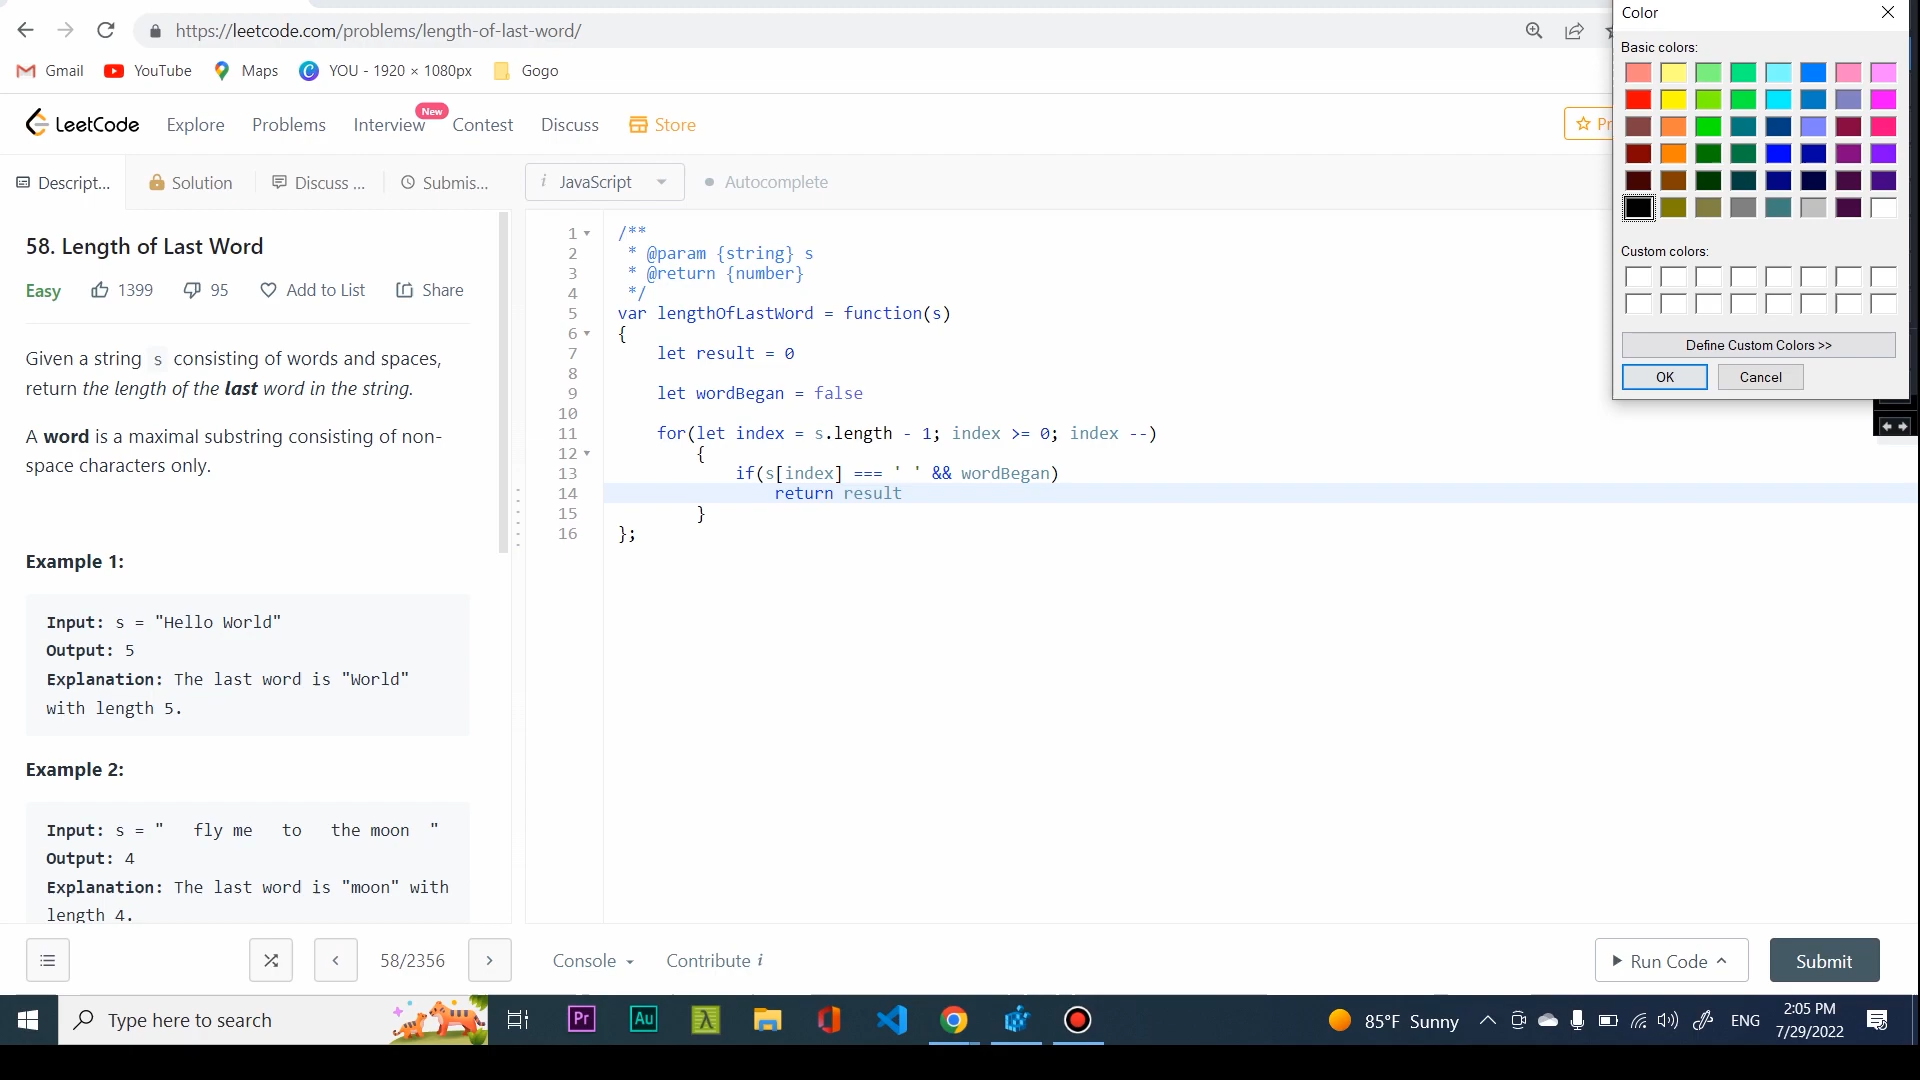 https://leetcode.com/problems/length-of-last-word/
Gmail YouTube Maps YOU - 1920 × 1080px Gogo
LeetCode Explore Problems Interview New Contest Discuss Store Pr
Descript... Solution Discuss ... Submis...
i JavaScript Autocomplete
58. Length of Last Word
Easy 1399 95 Add to List Share
Given a string s consisting of words and spaces,
return the length of the last word in the string.
A word is a maximal substring consisting of non-
space characters only.
Example 1:
Input: s = "Hello World"
Output: 5
Explanation: The last word is "World"
with length 5.
Example 2:
Input: s = "   fly me   to   the moon  "
Output: 4
Explanation: The last word is "moon" with
length 4.
1 /**
2  * @param {string} s
3  * @return {number}
4  */
5 var lengthOfLastWord = function(s)
6 {
7     let result = 0
8
9     let wordBegan = false
10
11     for(let index = s.length - 1; index >= 0; index --)
12         {
13             if(s[index] === ' ' && wordBegan)
14                 return result
15         }
16 };
Color
Basic colors:
Custom colors:
Define Custom Colors >>
OK Cancel
58/2356 Console Contribute i Run Code Submit
Type here to search Pr Au 85°F Sunny ENG
2:05 PM
7/29/2022